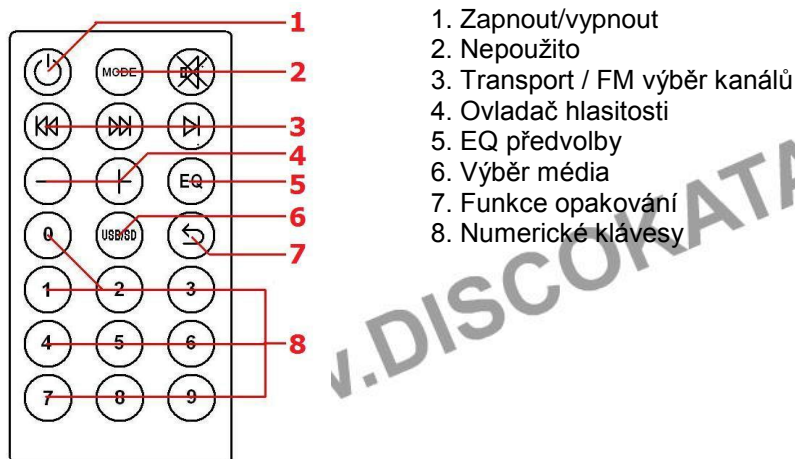 1
1. Zapnout/vypnout
MODE
2
2. Nepoužito
3
3. Transport / FM výběr kanálů
4
4. Ovladač hlasitosti
EQ
5
5. EQ předvolby
0
USB/SD
6
6. Výběr média
7
7. Funkce opakování
8. Numerické klávesy
1 2 3
4 5 6
8
7 8 9
.DISCOKATA